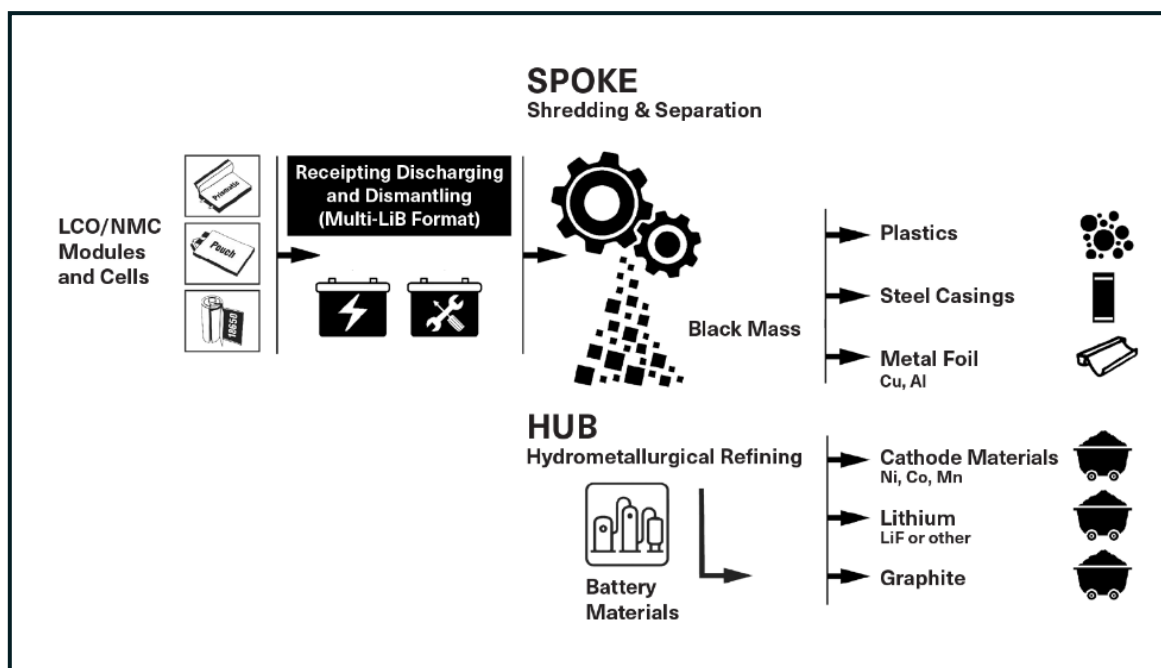 SPOKE
Shredding & Separation
LCO/NMC
Modules
and Cells
Prismatic
Pouch
18650
Receipting Discharging
and Dismantling
(Multi-LiB Format)
Black Mass
Plastics
Steel Casings
Metal Foil
Cu, Al
HUB
Hydrometallurgical Refining
Battery
Materials
Cathode Materials
Ni, Co, Mn
Lithium
LiF or other
Graphite